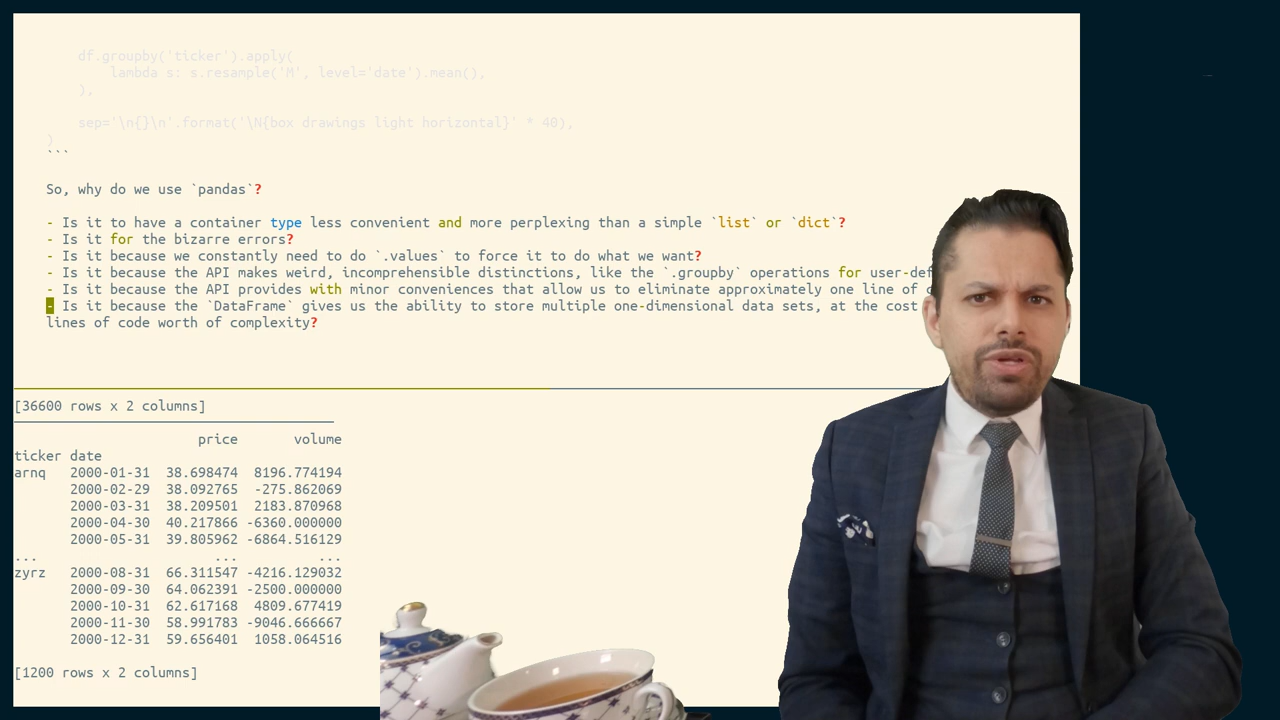 df.groupby('ticker').apply(
lambda s: s.resample('M', level='date').mean(),
),
sep='\n{}\n'.format('\N{box drawings light horizontal}' * 40),
)
```
So, why do we use `pandas`?
- Is it to have a container type less convenient and more perplexing than a simple `list` or `dict`?
- Is it for the bizarre errors?
- Is it because we constantly need to do `.values` to force it to do what we want?
- Is it because the API makes weird, incomprehensible distinctions, like the `.groupby` operations for
- Is it because the API provides with minor conveniences that allow us to eliminate approximately one line of
- Is it because the `DataFrame` gives us the ability to store multiple one-dimensional data sets, at the cost
lines of code worth of complexity?
[36600 rows x 2 columns]
price volume
ticker date
arnq 2000-01-31 38.698474 8196.774194
2000-02-29 38.092765 -275.862069
2000-03-31 38.209501 2183.870968
2000-04-30 40.217866 -6360.000000
2000-05-31 39.805962 -6864.516129
... ... ...
zyrz 2000-08-31 66.311547 -4216.129032
2000-09-30 64.062391 -2500.000000
2000-10-31 62.617168 4809.677419
2000-11-30 58.991783 -9046.666667
2000-12-31 59.656401 1058.064516
[1200 rows x 2 columns]